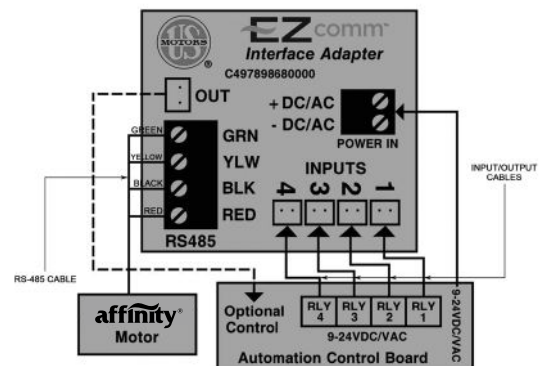 US
MOTORS
®
EZ comm™
Interface Adapter
C497898680000
OUT
+ DC/AC
- DC/AC
POWER IN
GREEN
GRN
YELLOW
YLW
BLACK
BLK
RED
RED
RS485
INPUTS
4 3 2 1
INPUT/OUTPUT
CABLES
RS-485 CABLE
affinity®
Motor
Optional
Control
RLY
4
RLY
3
RLY
2
RLY
1
9-24VDC/VAC
9-24VDC/VAC
Automation Control Board